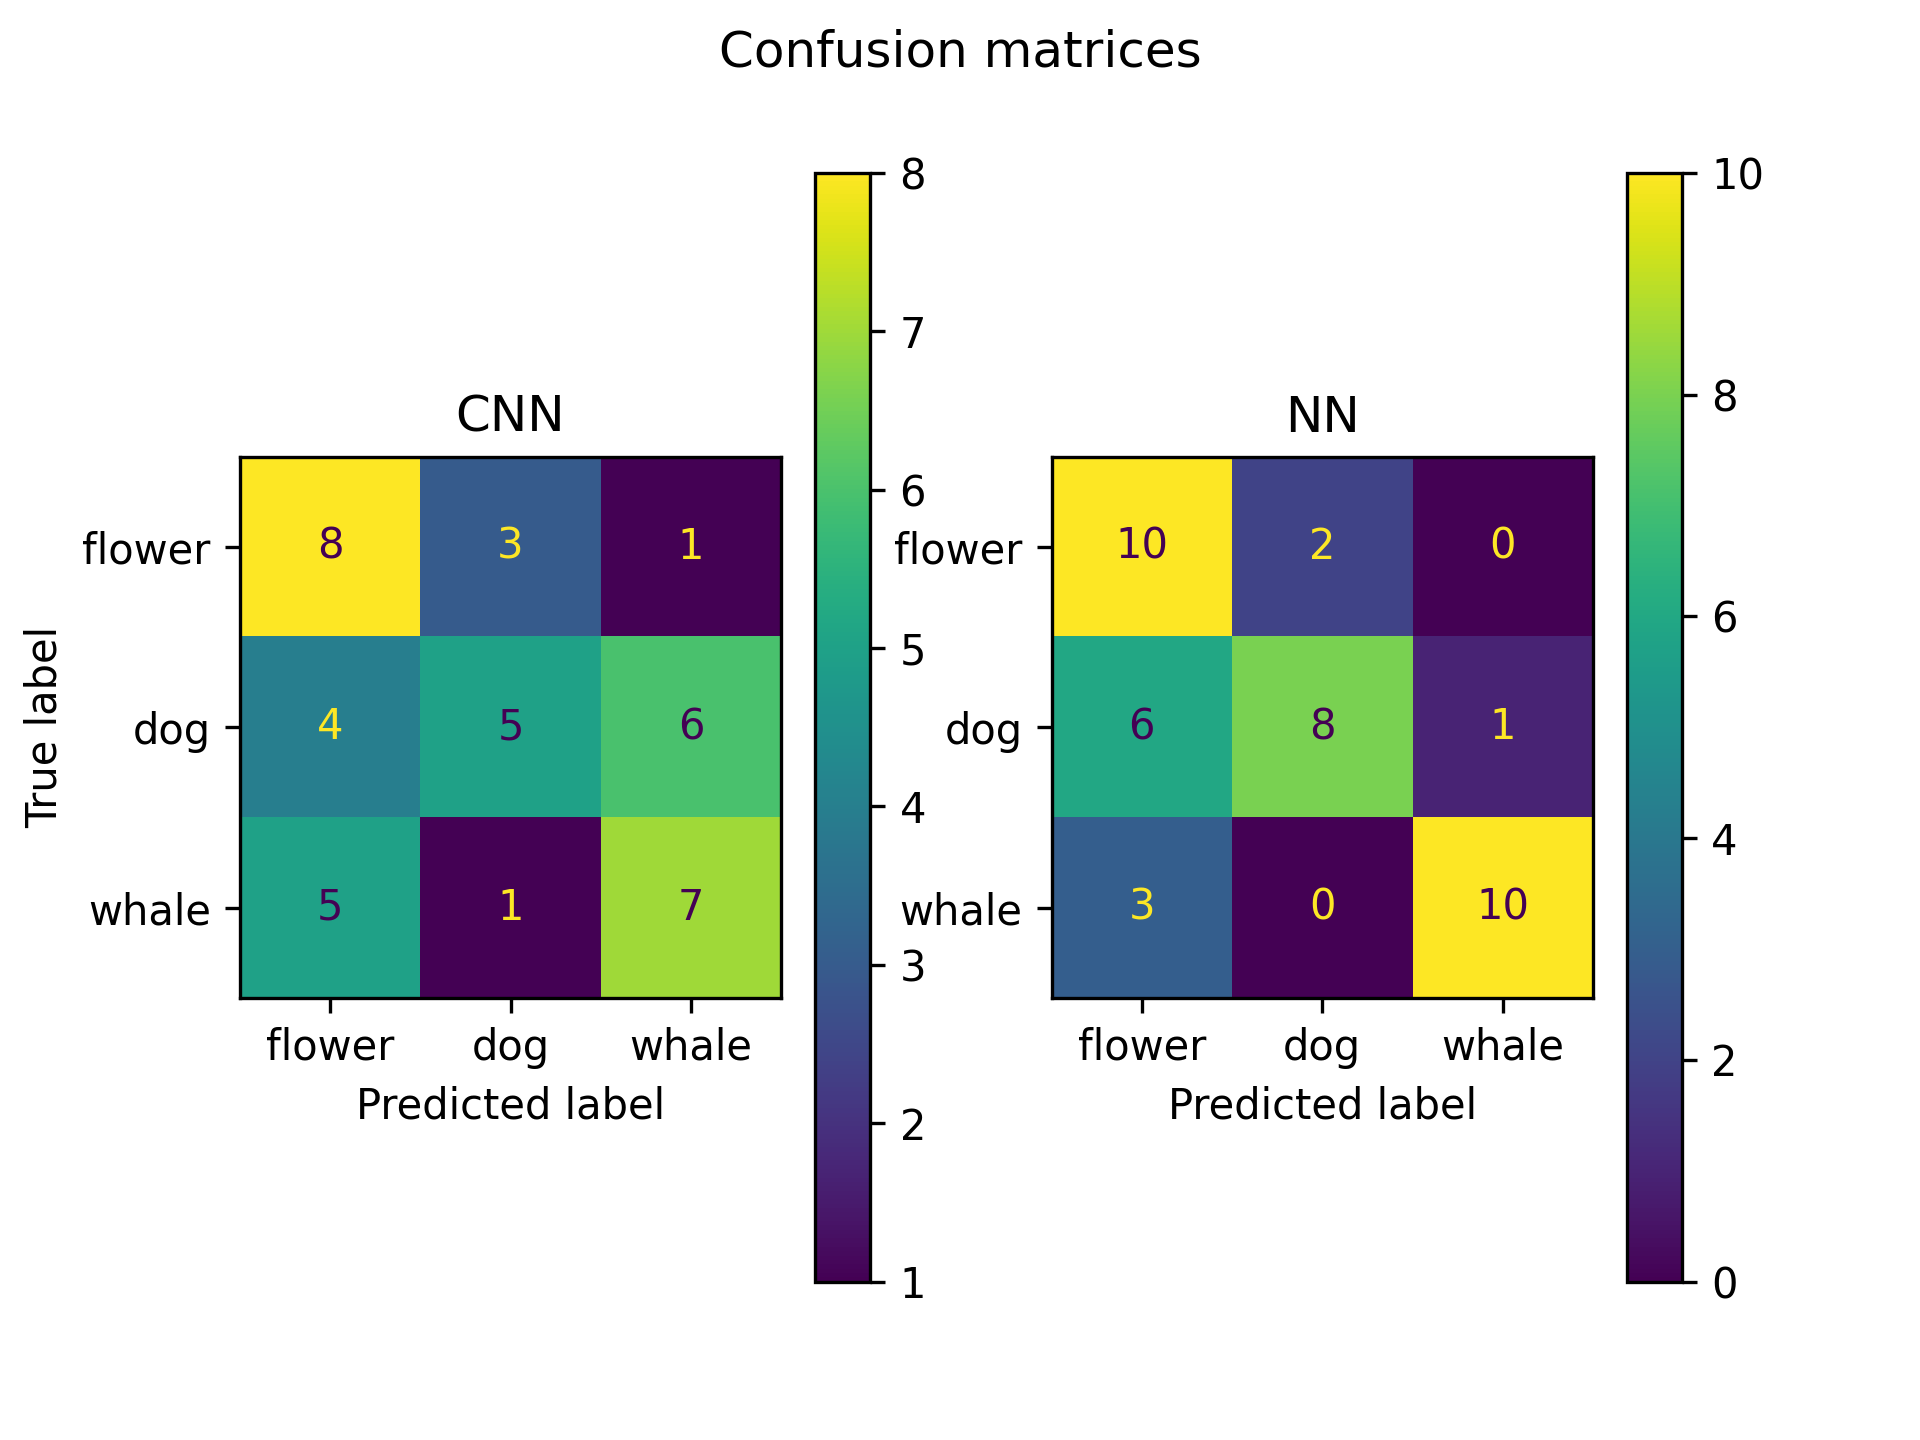 Confusion matrices
CNN
True label
flower 8 3 1
dog 4 5 6
whale 5 1 7
flower dog whale
Predicted label
8
7
6
5
4
3
2
1
NN
flower 10 2 0
dog 6 8 1
whale 3 0 10
flower dog whale
Predicted label
10
8
6
4
2
0